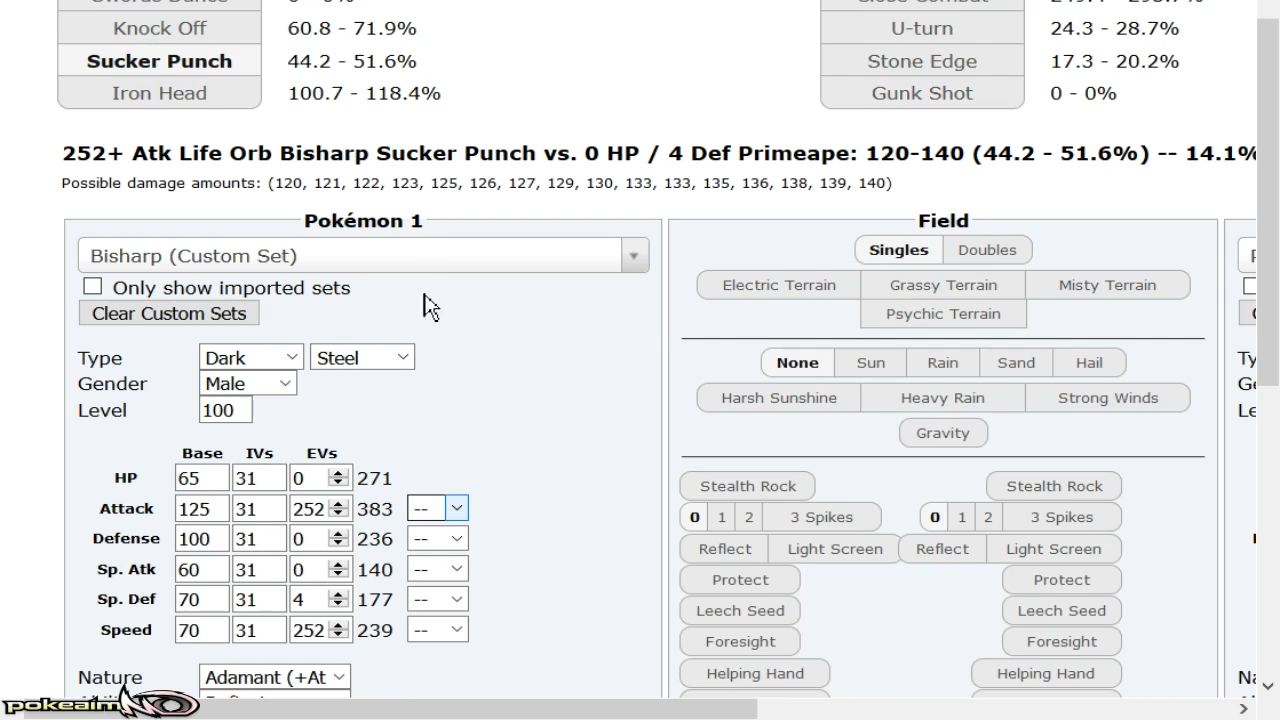 Knock Off 60.8 - 71.9% U-turn 24.3 - 28.7%
Sucker Punch 44.2 - 51.6% Stone Edge 17.3 - 20.2%
Iron Head 100.7 - 118.4% Gunk Shot 0 - 0%
252+ Atk Life Orb Bisharp Sucker Punch vs. 0 HP / 4 Def Primeape: 120-140 (44.2 - 51.6%) -- 14.1%
Possible damage amounts: (120, 121, 122, 123, 125, 126, 127, 129, 130, 133, 133, 135, 136, 138, 139, 140)
Pokémon 1
Bisharp (Custom Set)
Only show imported sets
Clear Custom Sets
Type Dark Steel
Gender Male
Level 100
Base IVs EVs
HP 65 31 0 271
Attack 125 31 252 383 --
Defense 100 31 0 236 --
Sp. Atk 60 31 0 140 --
Sp. Def 70 31 4 177 --
Speed 70 31 252 239 --
Nature Adamant (+At
Field
Singles Doubles
Electric Terrain Grassy Terrain Misty Terrain
Psychic Terrain
None Sun Rain Sand Hail
Harsh Sunshine Heavy Rain Strong Winds
Gravity
Stealth Rock Stealth Rock
0 1 2 3 Spikes 0 1 2 3 Spikes
Reflect Light Screen Reflect Light Screen
Protect Protect
Leech Seed Leech Seed
Foresight Foresight
Helping Hand Helping Hand
pokeaim